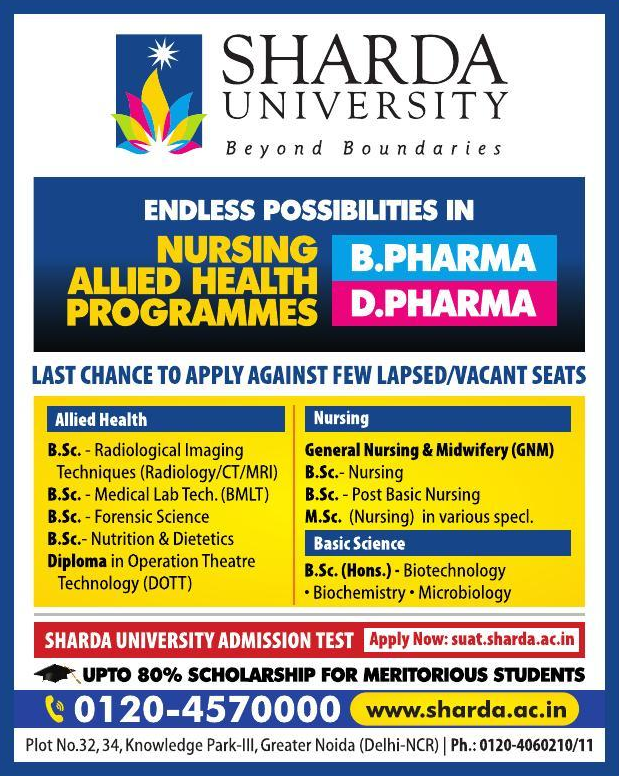 SHARDA
UNIVERSITY
Beyond Boundaries
ENDLESS POSSIBILITIES IN
NURSING
ALLIED HEALTH
PROGRAMMES
B.PHARMA
D.PHARMA
LAST CHANCE TO APPLY AGAINST FEW LAPSED/VACANT SEATS
Allied Health
B.Sc. - Radiological Imaging
Techniques (Radiology/CT/MRI)
B.Sc. - Medical Lab Tech. (BMLT)
B.Sc. - Forensic Science
B.Sc.- Nutrition & Dietetics
Diploma in Operation Theatre
Technology (DOTT)
Nursing
General Nursing & Midwifery (GNM)
B.Sc.- Nursing
B.Sc. - Post Basic Nursing
M.Sc. (Nursing) in various specl.
Basic Science
B.Sc. (Hons.) - Biotechnology
• Biochemistry • Microbiology
SHARDA UNIVERSITY ADMISSION TEST Apply Now: suat.sharda.ac.in
UPTO 80% SCHOLARSHIP FOR MERITORIOUS STUDENTS
0120-4570000 www.sharda.ac.in
Plot No.32, 34, Knowledge Park-III, Greater Noida (Delhi-NCR) | Ph.: 0120-4060210/11